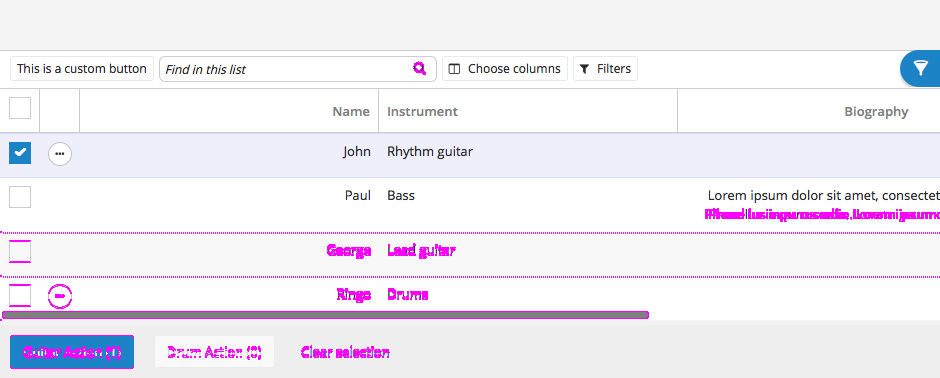 This is a custom button Find in this list Choose columns Filters
Name Instrument Biography
John Rhythm guitar
Paul Bass Lorem ipsum dolor sit amet, consectet
George Lead guitar
Ringo Drums
Guitar Action (1) Drum Action (0) Clear selection